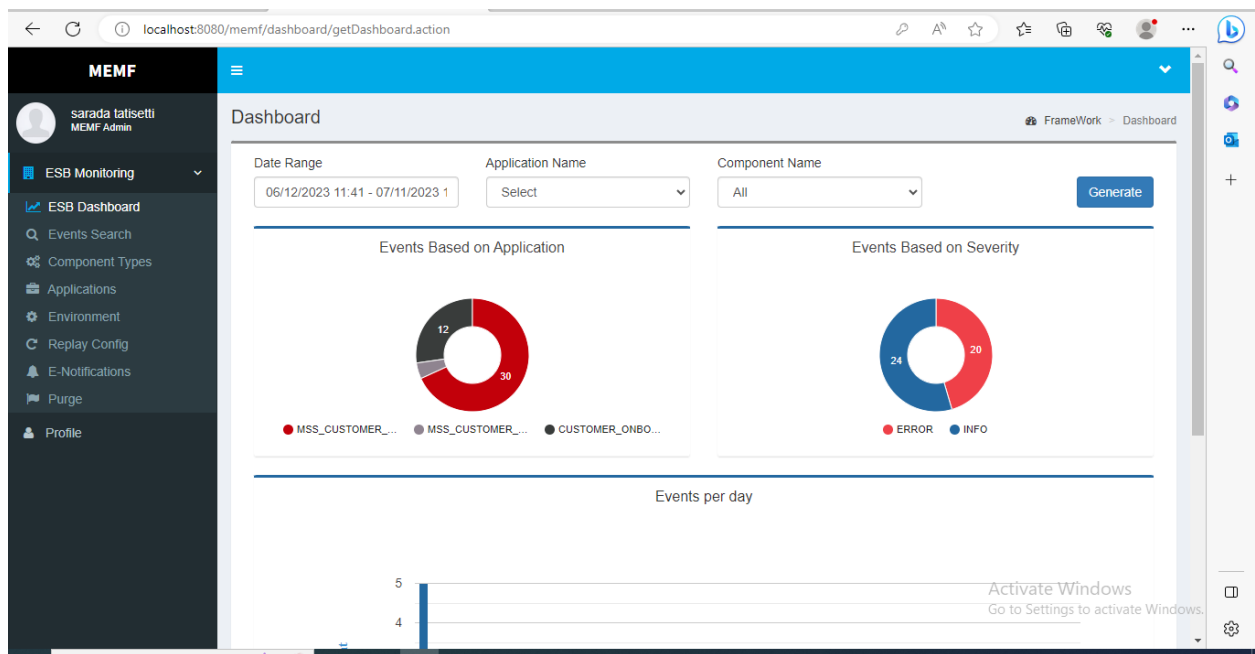 localhost:8080/memf/dashboard/getDashboard.action
MEMF
sarada tatisetti
MEMF Admin
ESB Monitoring
ESB Dashboard
Events Search
Component Types
Applications
Environment
Replay Config
E-Notifications
Purge
Profile
Dashboard
FrameWork > Dashboard
Date Range
Application Name
Component Name
06/12/2023 11:41 - 07/11/2023 1
Select
All
Generate
Events Based on Application
12
30
MSS_CUSTOMER_...
MSS_CUSTOMER_...
CUSTOMER_ONBO...
Events Based on Severity
24
20
ERROR
INFO
Events per day
5
4
Activate Windows
Go to Settings to activate Windows.